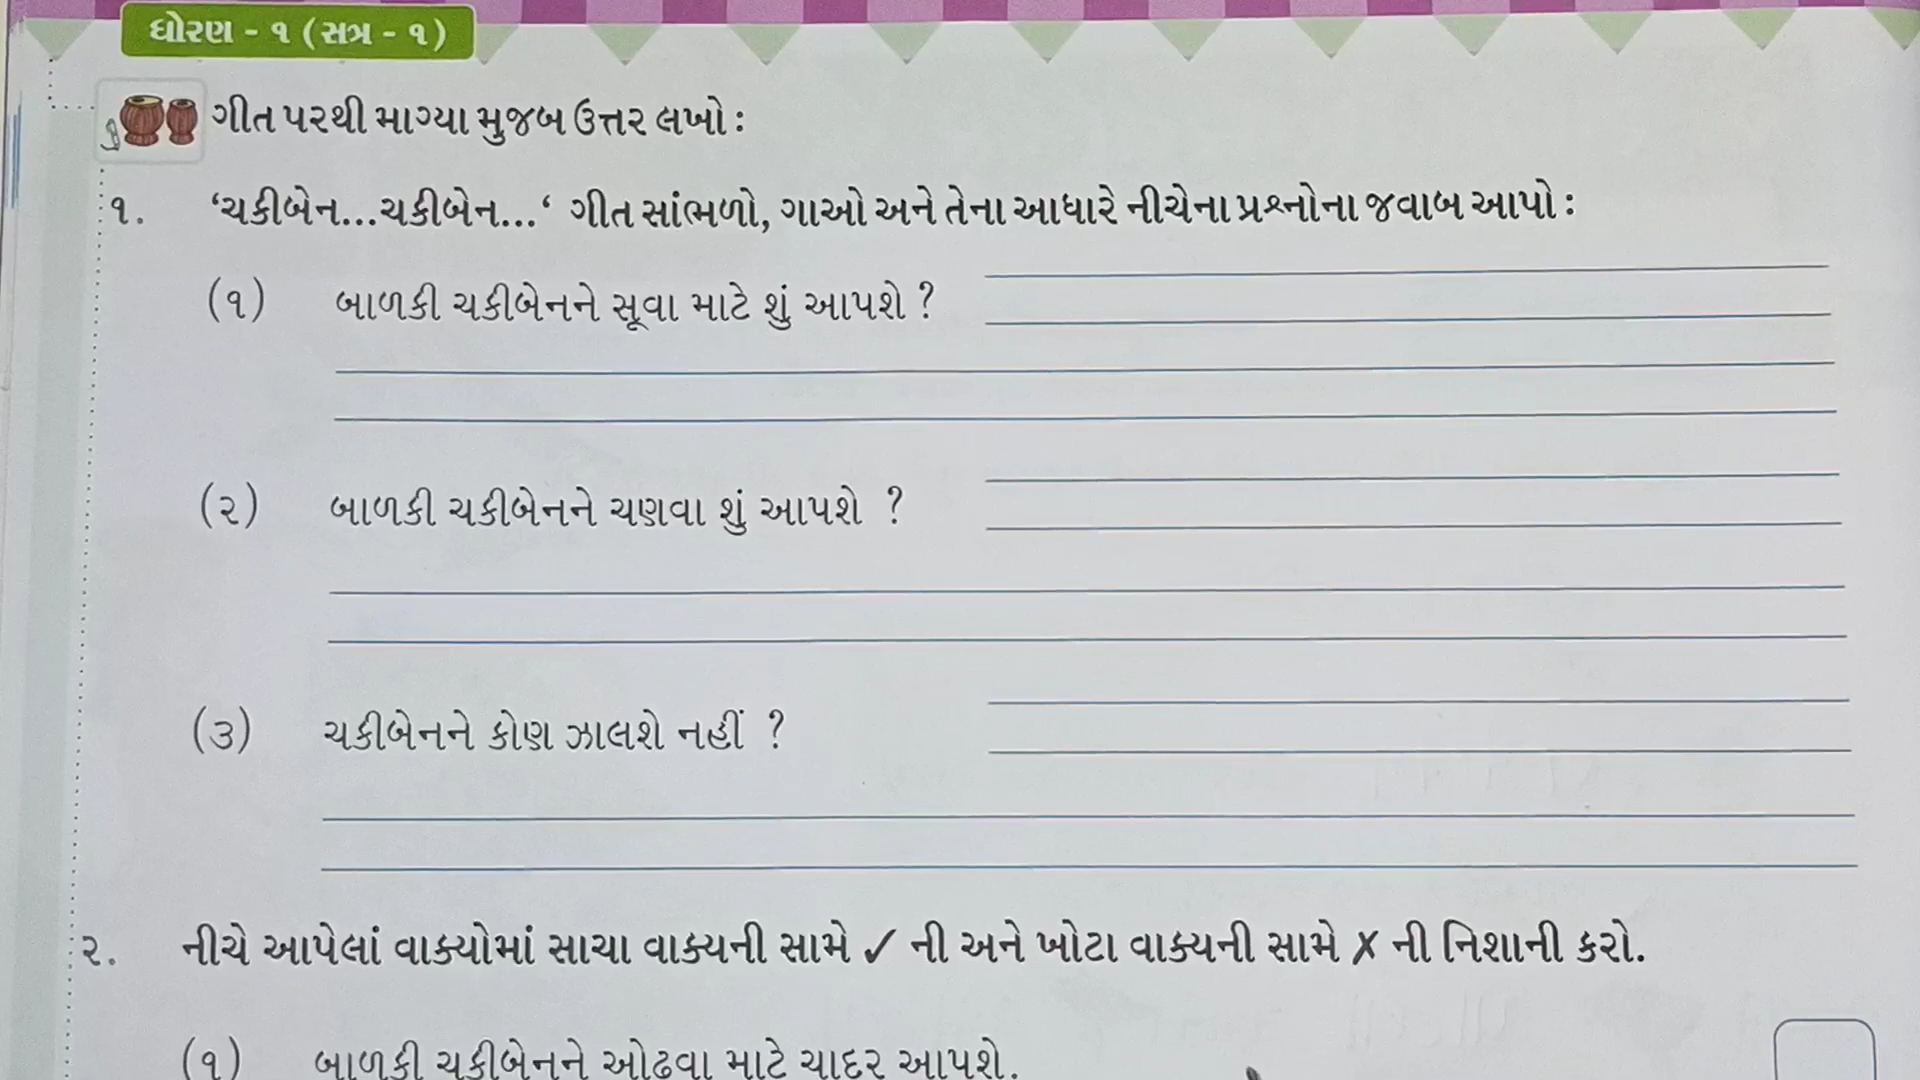 ધોરણ - ૧ (સત્ર - ૧)
ગીત પરથી માગ્યા મુજબ ઉત્તર લખો :
૧. ‘ચકીબેન...ચકીબેન...‘ ગીત સાંભળો, ગાઓ અને તેના આધારે નીચેના પ્રશ્નોના જવાબ આપો :
(૧) બાળકી ચકીબેનને સૂવા માટે શું આપશે ?
(૨) બાળકી ચકીબેનને ચણવા શું આપશે ?
(૩) ચકીબેનને કોણ ઝાલશે નહીં ?
૨. નીચે આપેલાં વાક્યોમાં સાચા વાક્યની સામે ✓ ની અને ખોટા વાક્યની સામે ✗ ની નિશાની કરો.
(૧) બાળકી ચકીબેનને ઓઢવા માટે ચાદર આપશે.